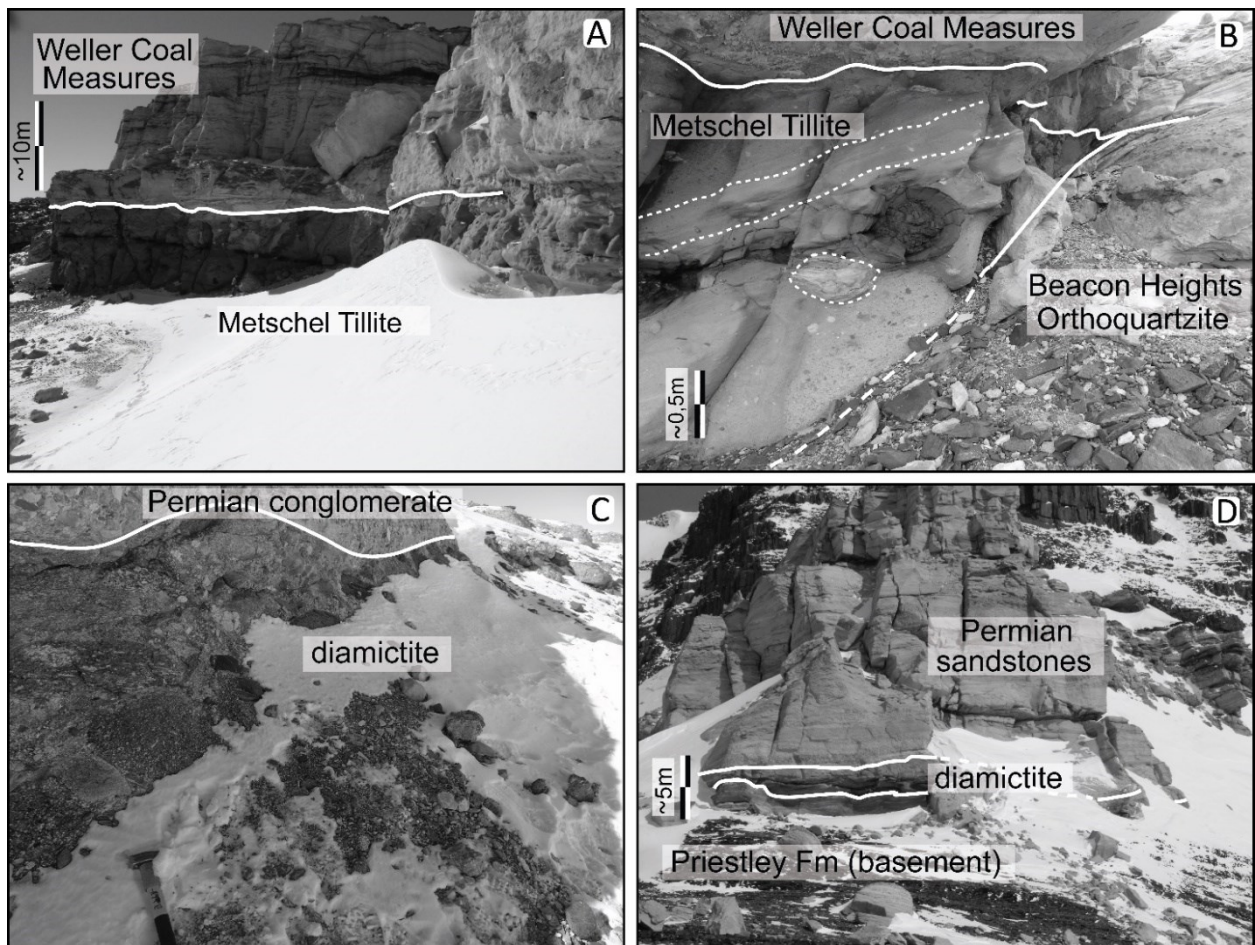 Weller Coal
Measures
A
~10m
Metschel Tillite
Weller Coal Measures
B
Metschel Tillite
~0,5m
Beacon Heights
Orthoquartzite
Permian conglomerate
C
diamictite
D
Permian
sandstones
~5m
diamictite
Priestley Fm (basement)